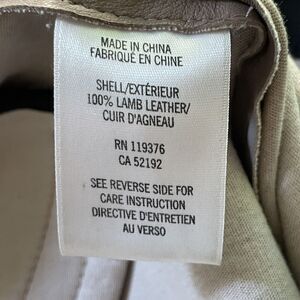 MADE IN CHINA
FABRIQUÉ EN CHINE
SHELL/EXTÉRIEUR
100% LAMB LEATHER/
CUIR D'AGNEAU
RN 119376
CA 52192
SEE REVERSE SIDE FOR
CARE INSTRUCTION
DIRECTIVE D'ENTRETIEN
AU VERSO